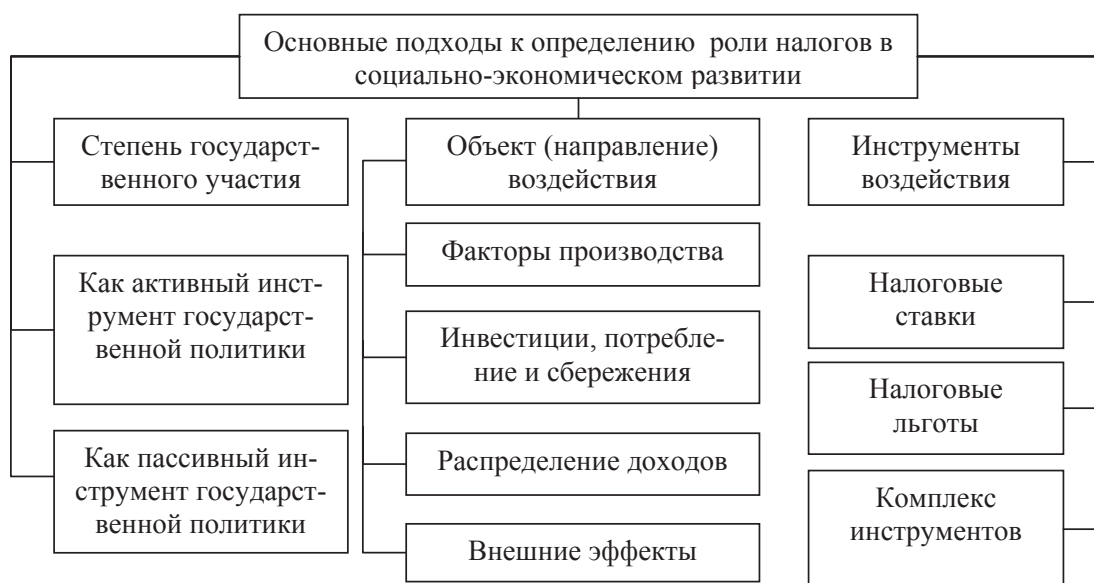 Основные подходы к определению роли налогов в
социально-экономическом развитии
Степень государст-
венного участия
Как активный инст-
румент государст-
венной политики
Как пассивный ин-
струмент государст-
венной политики
Объект (направление)
воздействия
Факторы производства
Инвестиции, потребле-
ние и сбережения
Распределение доходов
Внешние эффекты
Инструменты
воздействия
Налоговые
ставки
Налоговые
льготы
Комплекс
инструментов